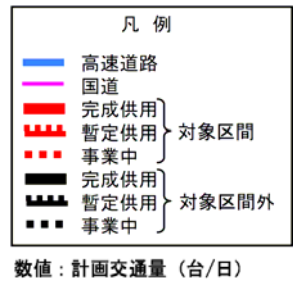 凡例
高速道路
国道
完成供用
暫定供用 対象区間
事業中
完成供用
暫定供用 対象区間外
事業中
数値：計画交通量（台/日）